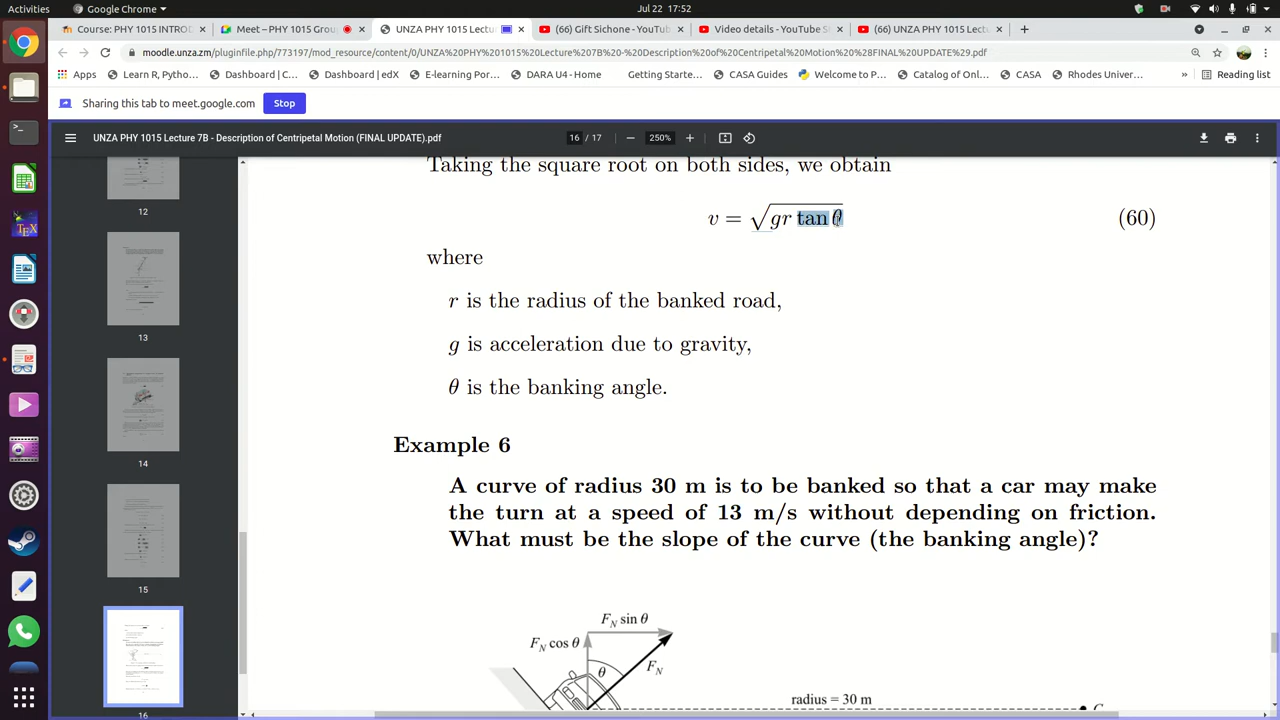 Activities
Google Chrome
Jul 22 17:52
Course: PHY 1015 INTROD
Meet – PHY 1015 Group
UNZA PHY 1015 Lectu
(66) Gift Sichone - YouTub
Video details - YouTube S
(66) UNZA PHY 1015 Lectu
moodle.unza.zm/pluginfile.php/773197/mod_resource/content/0/UNZA%20PHY%201015%20Lecture%207B%20-%20Description%20of%20Centripetal%20Motion%20%28FINAL%20UPDATE%29.pdf
Apps
Learn R, Pytho...
Dashboard | C...
Dashboard | edX
E-learning Por...
DARA U4 - Home
Getting Starte...
CASA Guides
Welcome to P...
Catalog of Onl...
CASA
Rhodes Univer...
»
Reading list
Sharing this tab to meet.google.com
Stop
UNZA PHY 1015 Lecture 7B - Description of Centripetal Motion (FINAL UPDATE).pdf
16 / 17
250%
12
13
14
15
16
Taking the square root on both sides, we obtain
v = √gr tan θ (60)
where
r is the radius of the banked road,
g is acceleration due to gravity,
θ is the banking angle.
Example 6
A curve of radius 30 m is to be banked so that a car may make
the turn at a speed of 13 m/s without depending on friction.
What must be the slope of the curve (the banking angle)?
F_N sin θ
F_N cos θ
F_N
θ
radius = 30 m
C